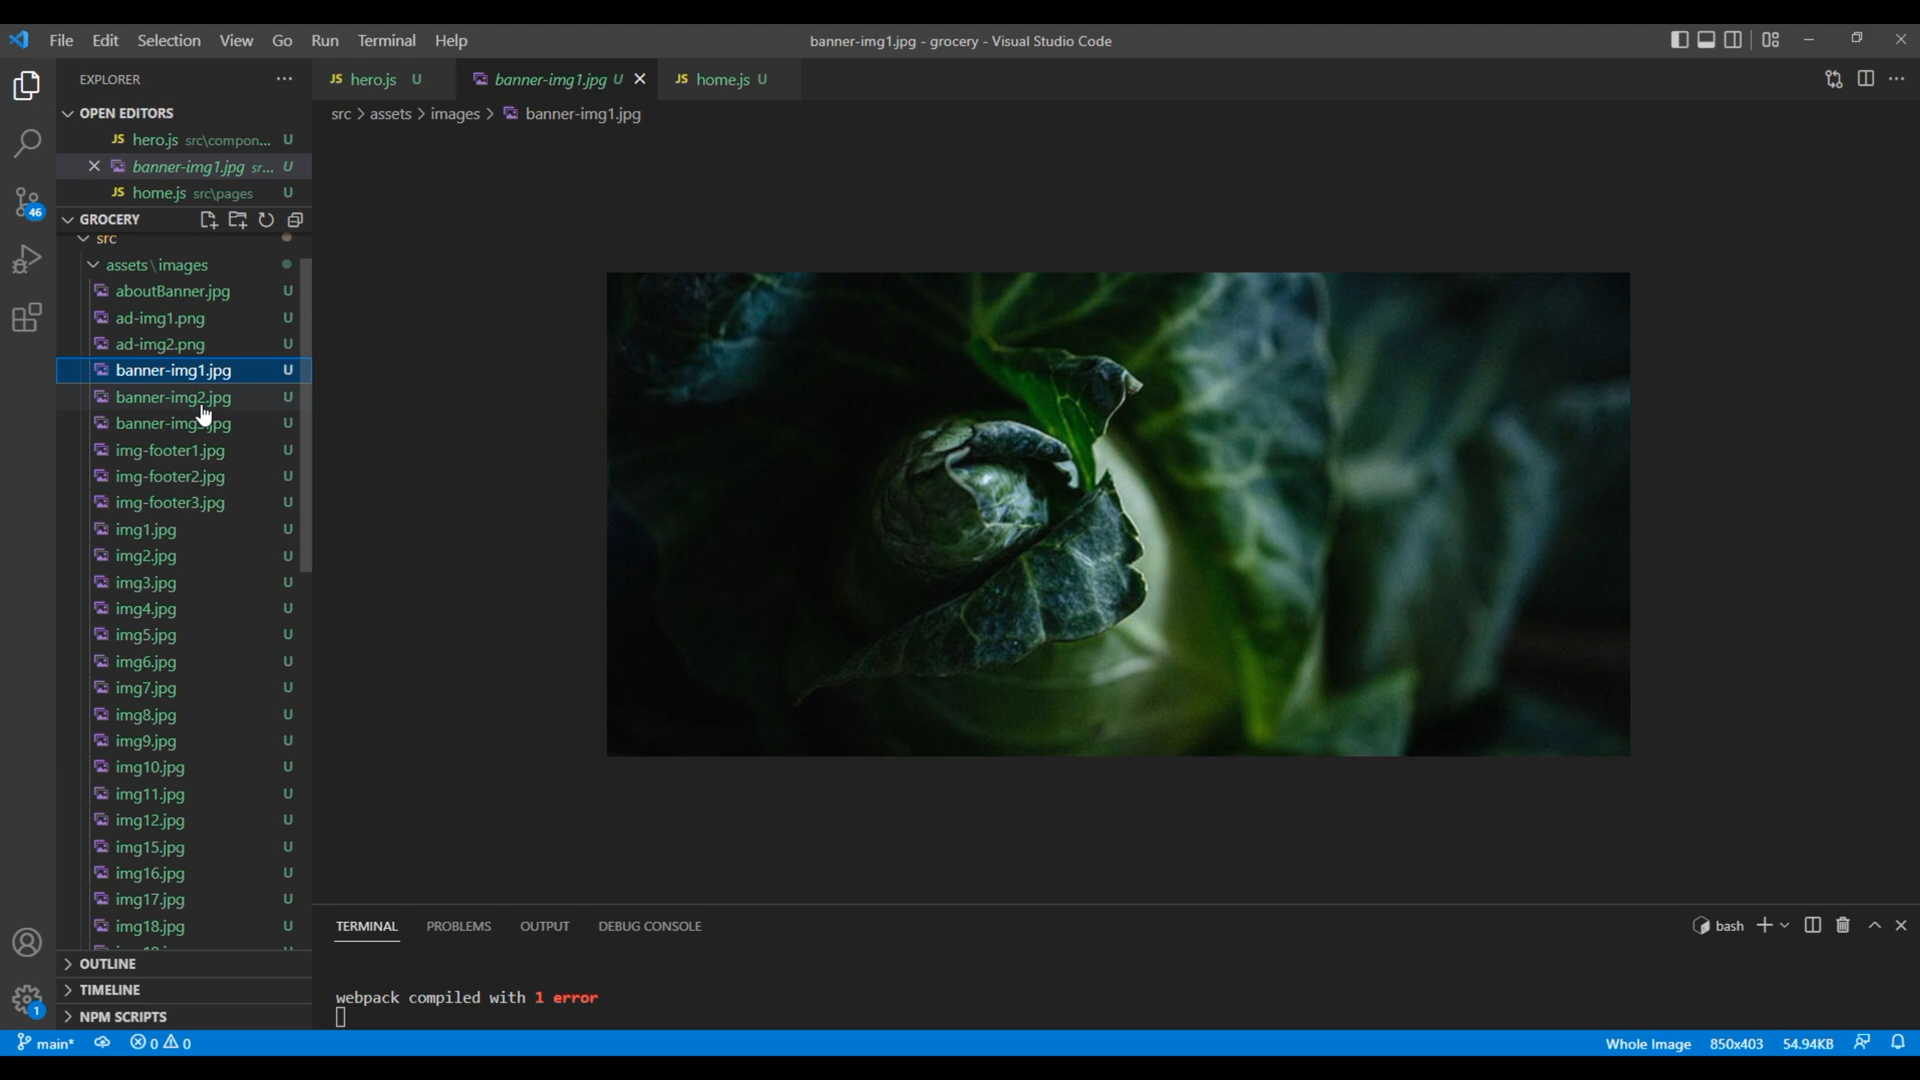 File Edit Selection View Go Run Terminal Help
banner-img1.jpg - grocery - Visual Studio Code
EXPLORER
JS hero.js U
banner-img1.jpg U
JS home.js U
OPEN EDITORS
src > assets > images > banner-img1.jpg
JS hero.js src\compon... U
banner-img1.jpg sr... U
JS home.js src\pages U
46
GROCERY
src
assets\images
aboutBanner.jpg U
ad-img1.png U
ad-img2.png U
banner-img1.jpg U
banner-img2.jpg U
banner-img3.jpg U
img-footer1.jpg U
img-footer2.jpg U
img-footer3.jpg U
img1.jpg U
img2.jpg U
img3.jpg U
img4.jpg U
img5.jpg U
img6.jpg U
img7.jpg U
img8.jpg U
img9.jpg U
img10.jpg U
img11.jpg U
img12.jpg U
img15.jpg U
img16.jpg U
img17.jpg U
img18.jpg U
OUTLINE
TIMELINE
NPM SCRIPTS
1
TERMINAL PROBLEMS OUTPUT DEBUG CONSOLE
bash
webpack compiled with 1 error
main* 0 0
Whole Image 850x403 54.94KB